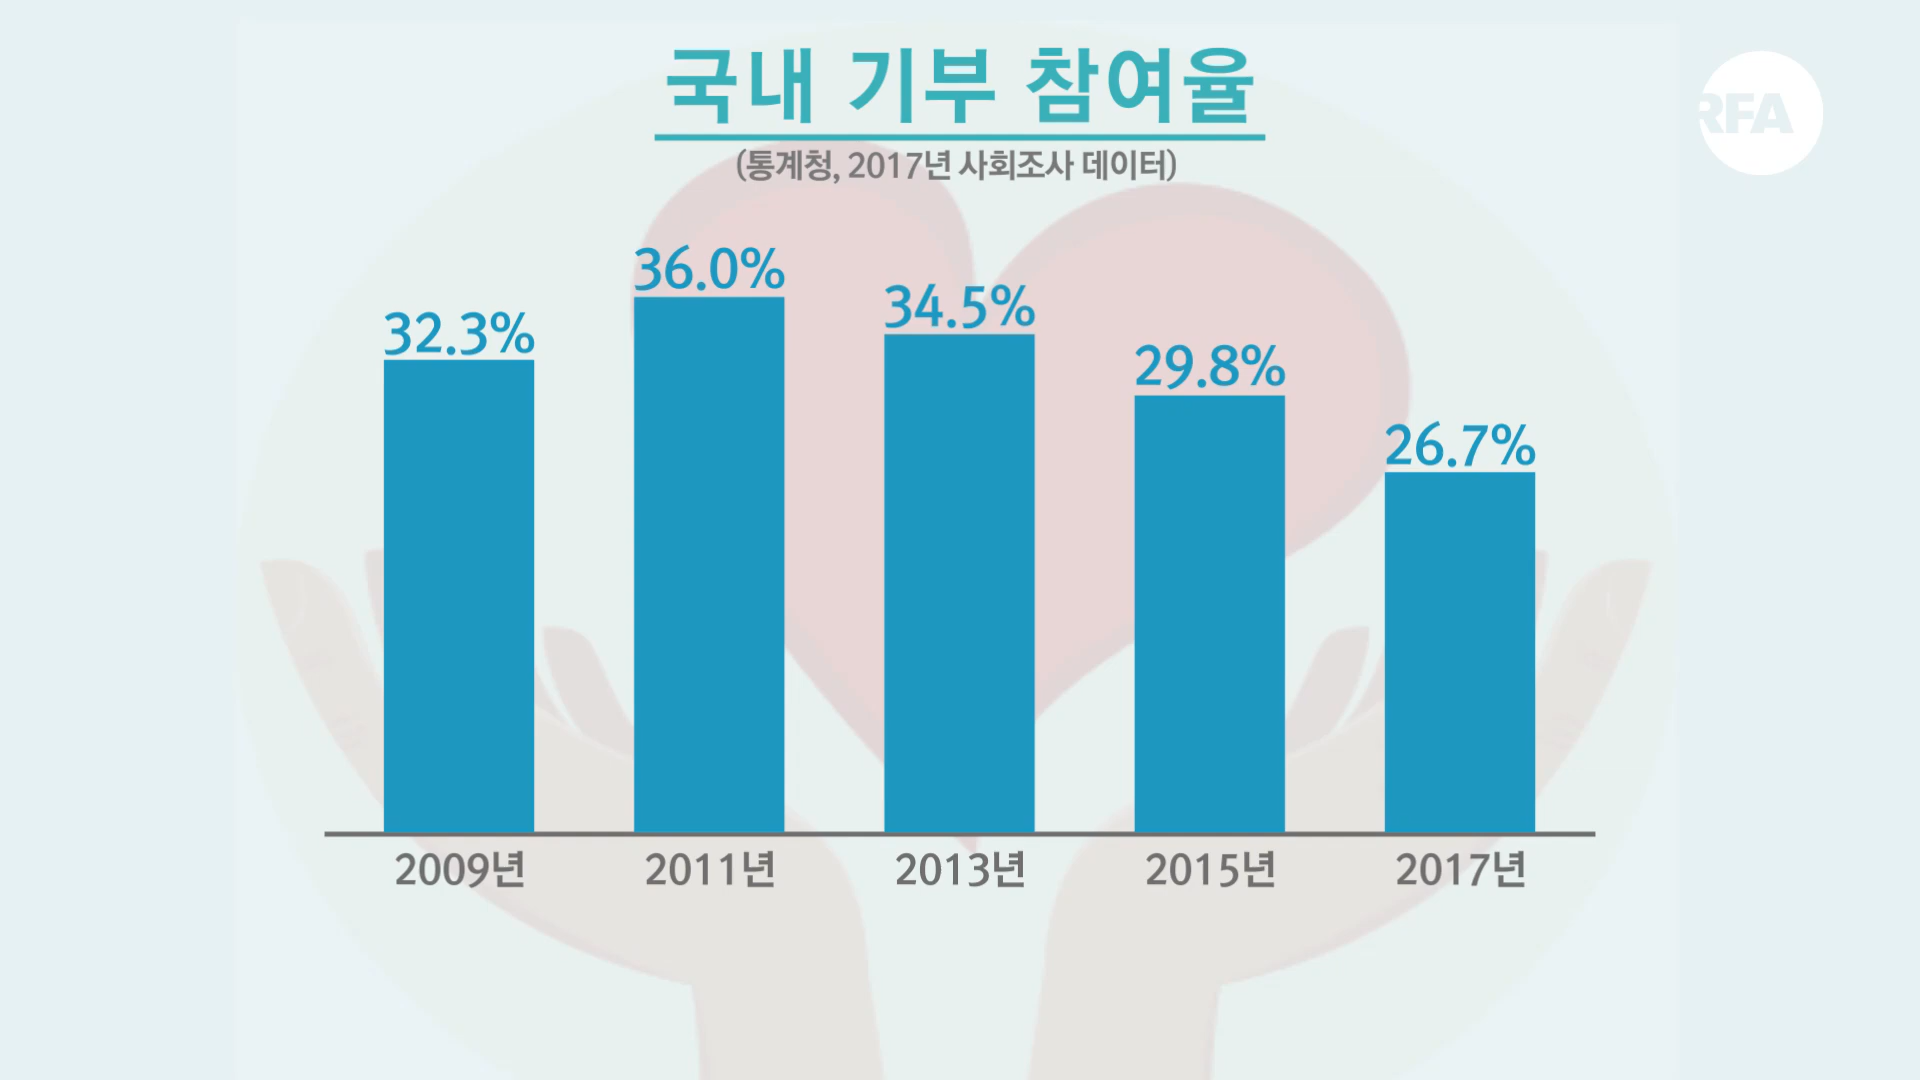 국내 기부 참여율
(통계청, 2017년 사회조사 데이터)
RFA
32.3%
36.0%
34.5%
29.8%
26.7%
2009년
2011년
2013년
2015년
2017년